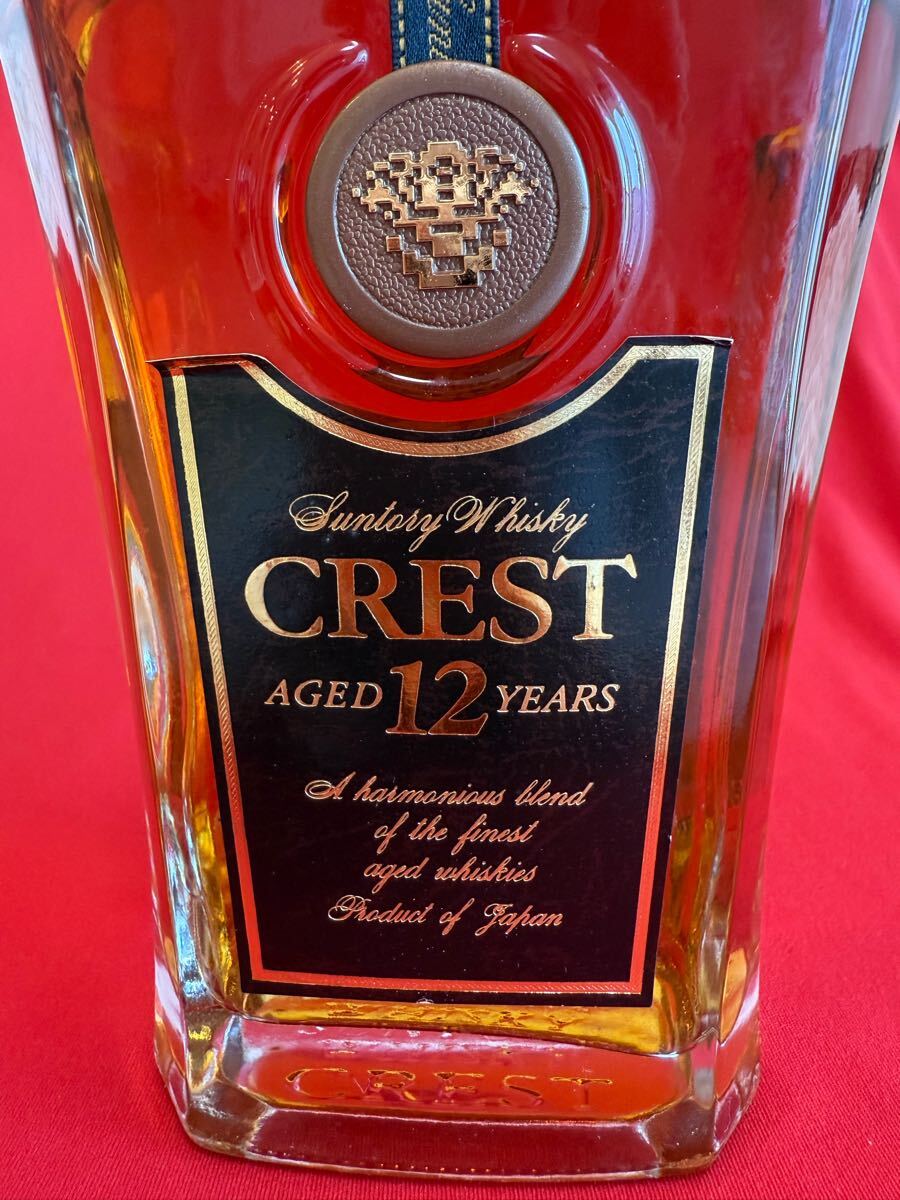 Suntory Whisky
CREST
AGED 12 YEARS
A harmonious blend
of the finest
aged whiskies
Product of Japan
CREST